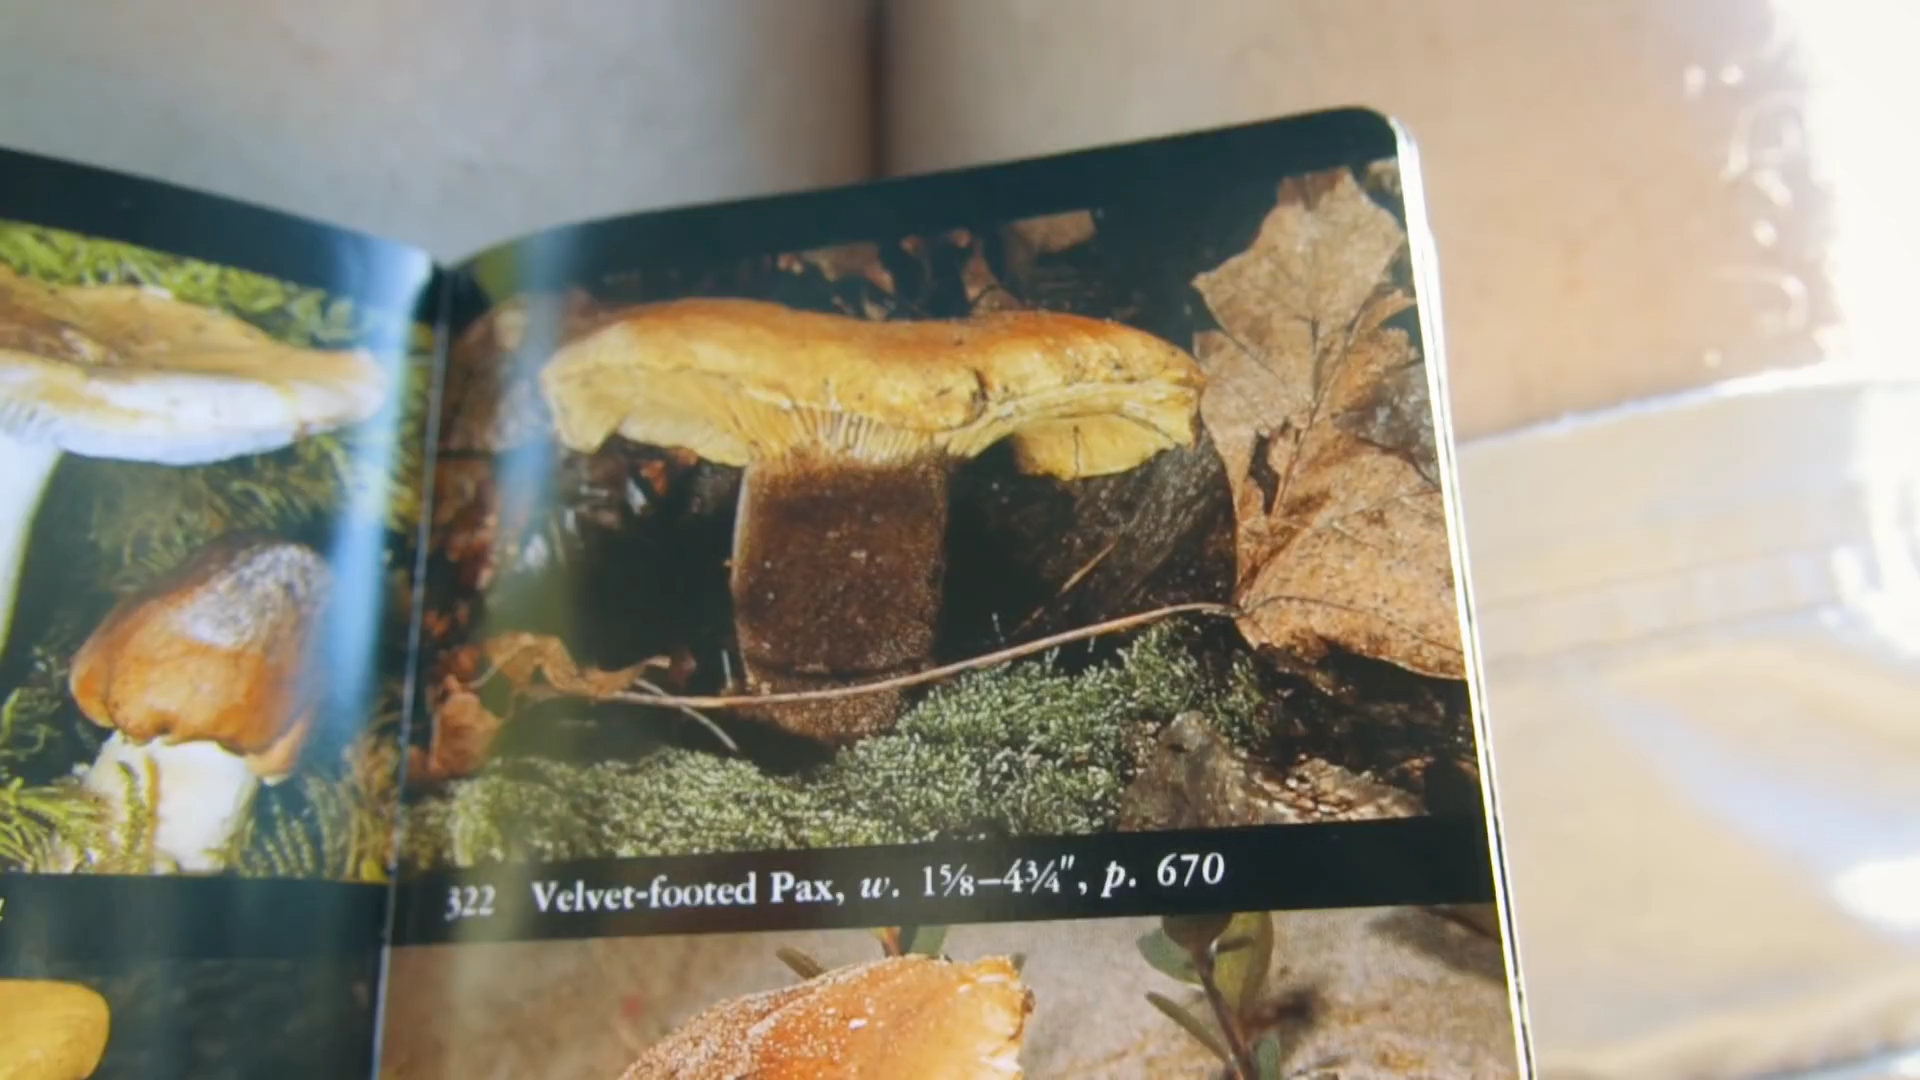 322 Velvet-footed Pax, w. 1⅝–4¾", p. 670